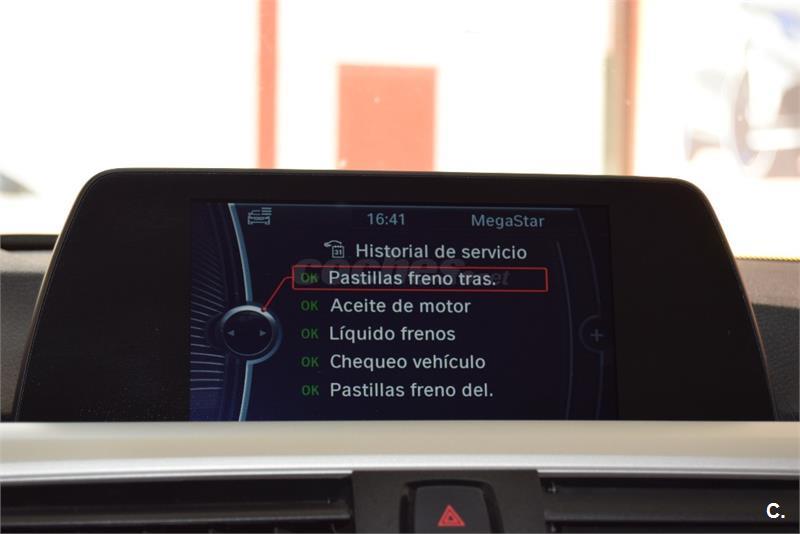 16:41 MegaStar
31 Historial de servicio
OK Pastillas freno tras.
OK Aceite de motor
OK Líquido frenos
OK Chequeo vehículo
OK Pastillas freno del.
C.